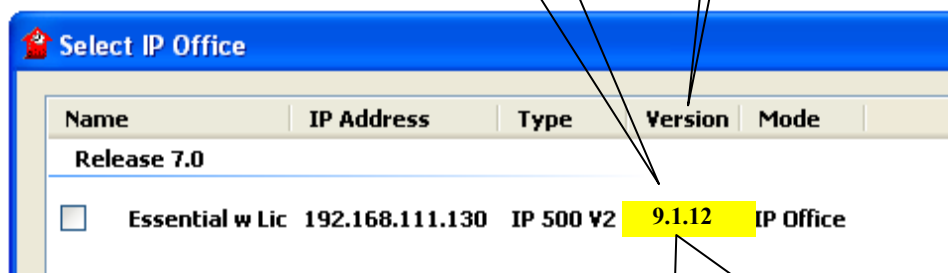 Select IP Office
Name IP Address Type Version Mode
Release 7.0
Essential w Lic 192.168.111.130 IP 500 V2 9.1.12 IP Office